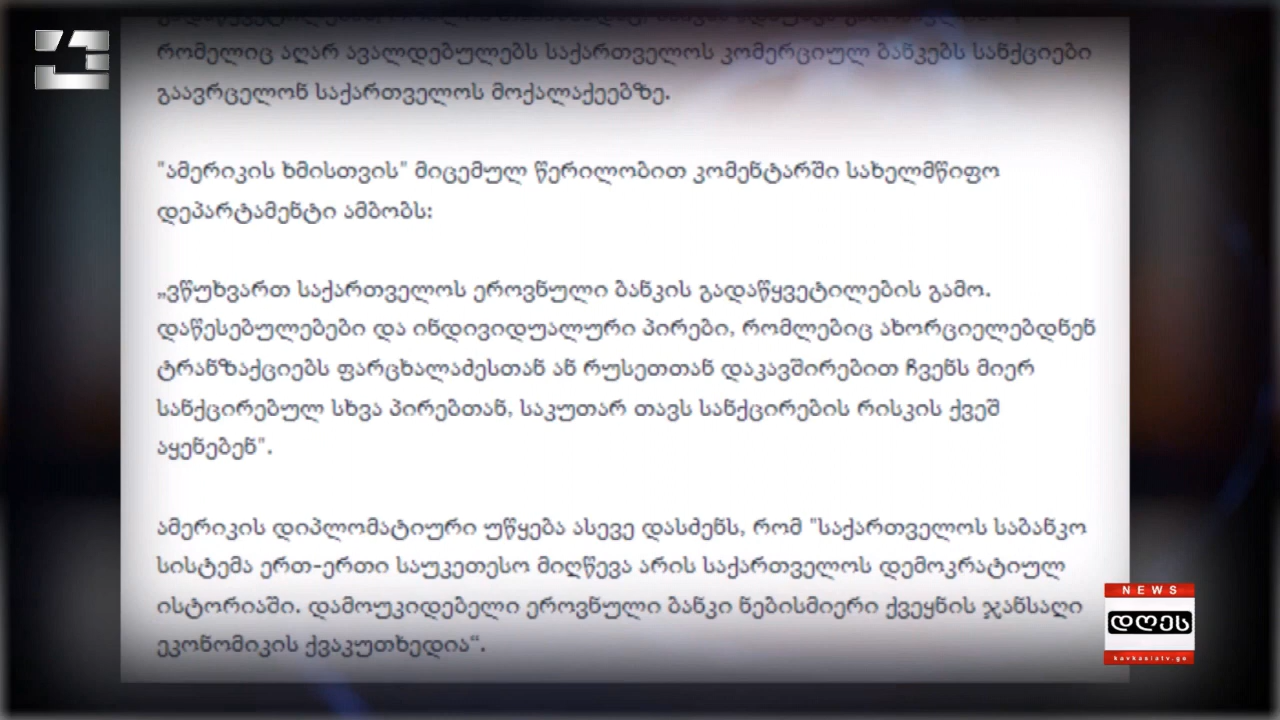 რომელიც აღარ ავალდებულებს საქართველოს კომერციულ ბანკებს სანქციები
გაავრცელონ საქართველოს მოქალაქეებზე.
"ამერიკის ხმისთვის" მიცემულ წერილობით კომენტარში სახელმწიფო
დეპარტამენტი ამბობს:
„ვწუხვართ საქართველოს ეროვნული ბანკის გადაწყვეტილების გამო.
დაწესებულებები და ინდივიდუალური პირები, რომლებიც ახორციელებდნენ
ტრანზაქციებს ფარცხალაძესთან ან რუსეთთან დაკავშირებით ჩვენს მიერ
სანქცირებულ სხვა პირებთან, საკუთარ თავს სანქცირების რისკის ქვეშ
აყენებენ".
ამერიკის დიპლომატიური უწყება ასევე დასძენს, რომ "საქართველოს საბანკო
სისტემა ერთ-ერთი საუკეთესო მიღწევა არის საქართველოს დემოკრატიულ
ისტორიაში. დამოუკიდებელი ეროვნული ბანკი ნებისმიერი ქვეყნის ჯანსაღი
ეკონომიკის ქვაკუთხედია“.
NEWS
დღეს
kavkasiatv.ge